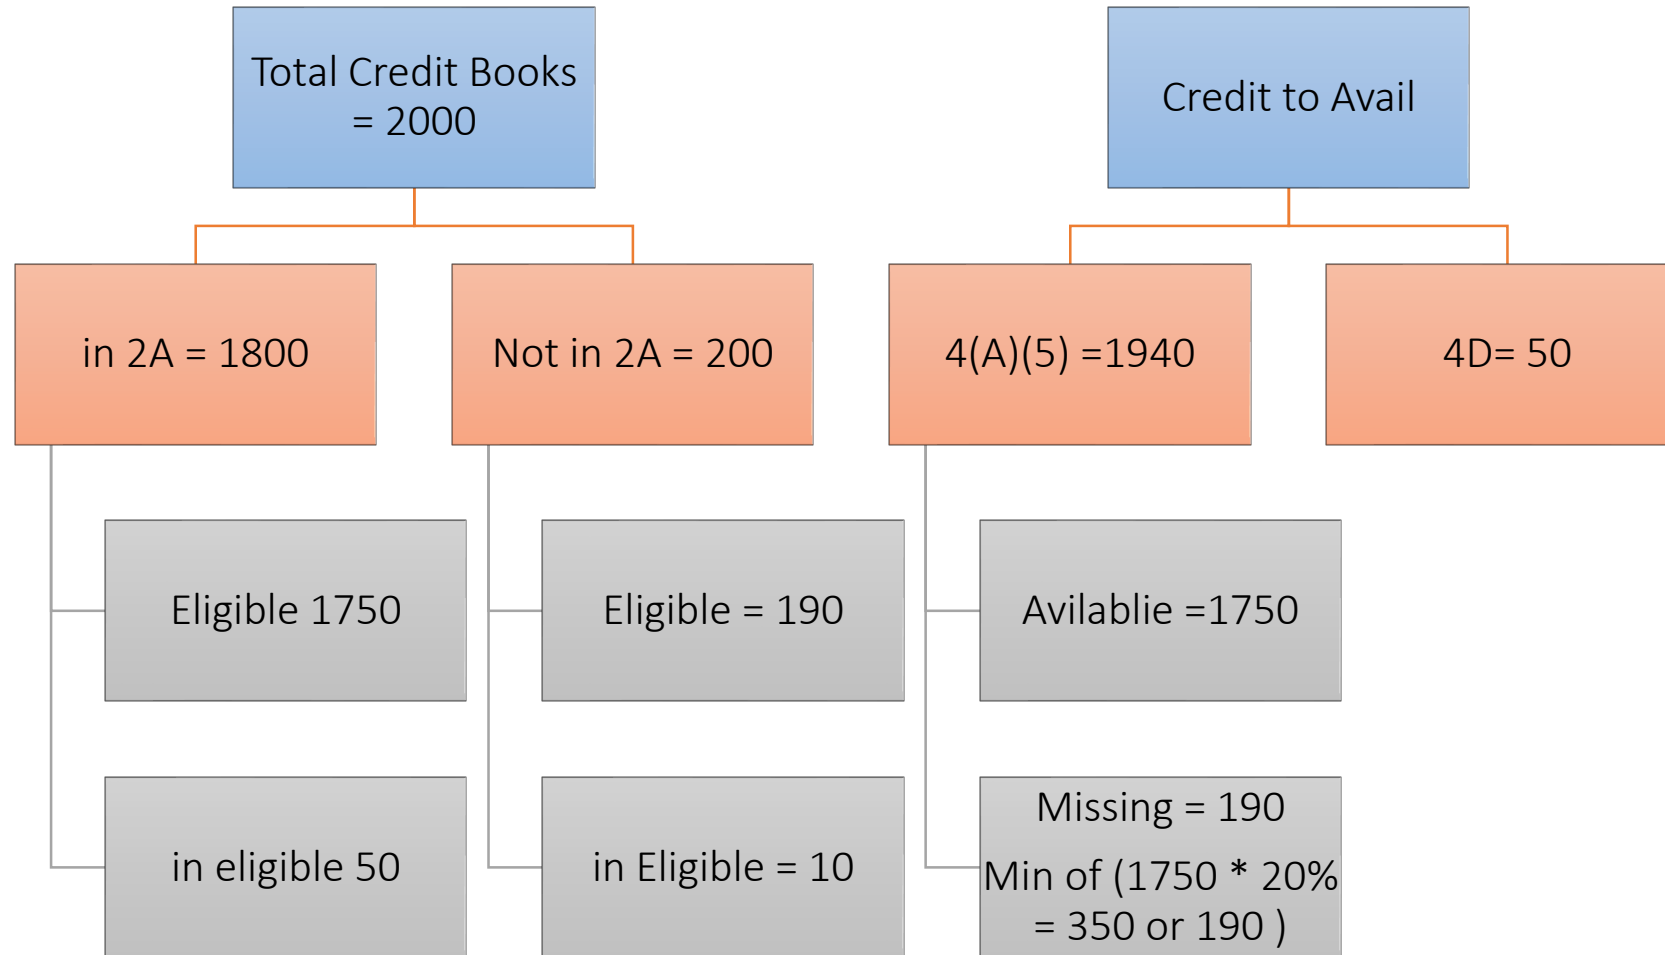 Total Credit Books
= 2000
Credit to Avail
in 2A = 1800
Not in 2A = 200
4(A)(5) =1940
4D= 50
Eligible 1750
Eligible = 190
Avilablie =1750
in eligible 50
in Eligible = 10
Missing = 190
Min of (1750 * 20%
= 350 or 190 )